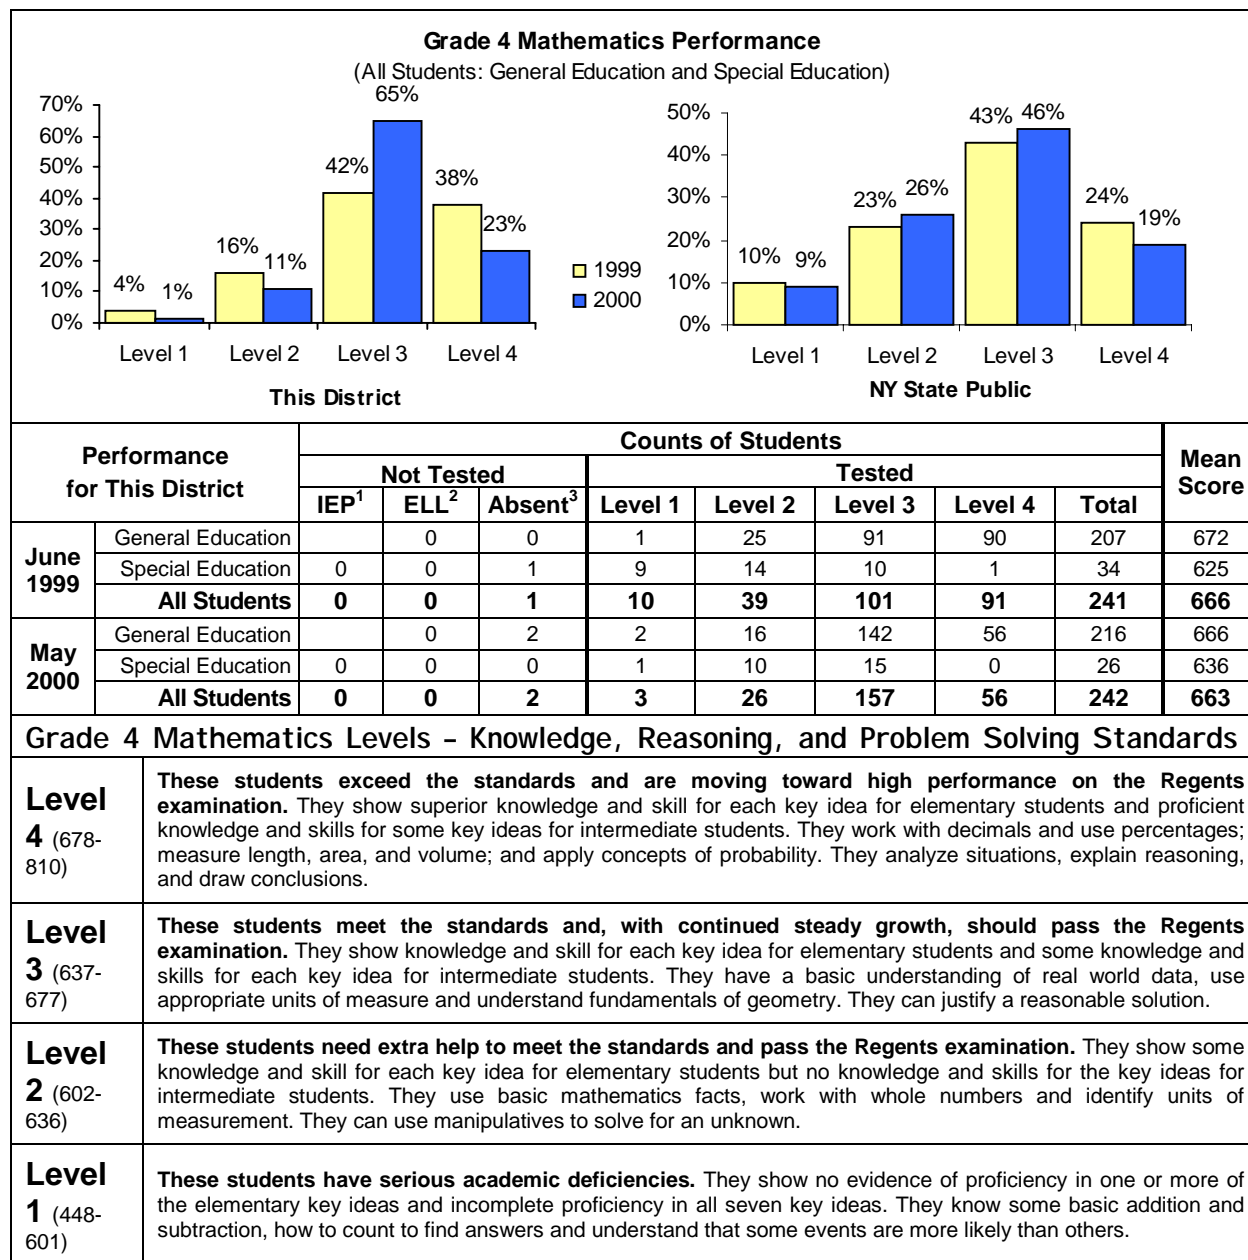 Grade 4 Mathematics Performance
(All Students: General Education and Special Education)
70%
60%
50%
40%
30%
20%
10%
0%
4%
1%
16%
11%
42%
65%
38%
23%
Level 1 Level 2 Level 3 Level 4
This District
1999
2000
50%
40%
30%
20%
10%
0%
10%
9%
23%
26%
43%
46%
24%
19%
Level 1 Level 2 Level 3 Level 4
NY State Public
Performance
for This District
Counts of Students
Mean
Score
Not Tested Tested
IEP1 ELL2 Absent3 Level 1 Level 2 Level 3 Level 4 Total
June
1999
General Education 0 0 1 25 91 90 207 672
Special Education 0 0 1 9 14 10 1 34 625
All Students 0 0 1 10 39 101 91 241 666
May
2000
General Education 0 2 2 16 142 56 216 666
Special Education 0 0 0 1 10 15 0 26 636
All Students 0 0 2 3 26 157 56 242 663
Grade 4 Mathematics Levels – Knowledge, Reasoning, and Problem Solving Standards
Level
4 (678-
810)
These students exceed the standards and are moving toward high performance on the Regents
examination. They show superior knowledge and skill for each key idea for elementary students and proficient
knowledge and skills for some key ideas for intermediate students. They work with decimals and use percentages;
measure length, area, and volume; and apply concepts of probability. They analyze situations, explain reasoning,
and draw conclusions.
Level
3 (637-
677)
These students meet the standards and, with continued steady growth, should pass the Regents
examination. They show knowledge and skill for each key idea for elementary students and some knowledge and
skills for each key idea for intermediate students. They have a basic understanding of real world data, use
appropriate units of measure and understand fundamentals of geometry. They can justify a reasonable solution.
Level
2 (602-
636)
These students need extra help to meet the standards and pass the Regents examination. They show some
knowledge and skill for each key idea for elementary students but no knowledge and skills for the key ideas for
intermediate students. They use basic mathematics facts, work with whole numbers and identify units of
measurement. They can use manipulatives to solve for an unknown.
Level
1 (448-
601)
These students have serious academic deficiencies. They show no evidence of proficiency in one or more of
the elementary key ideas and incomplete proficiency in all seven key ideas. They know some basic addition and
subtraction, how to count to find answers and understand that some events are more likely than others.